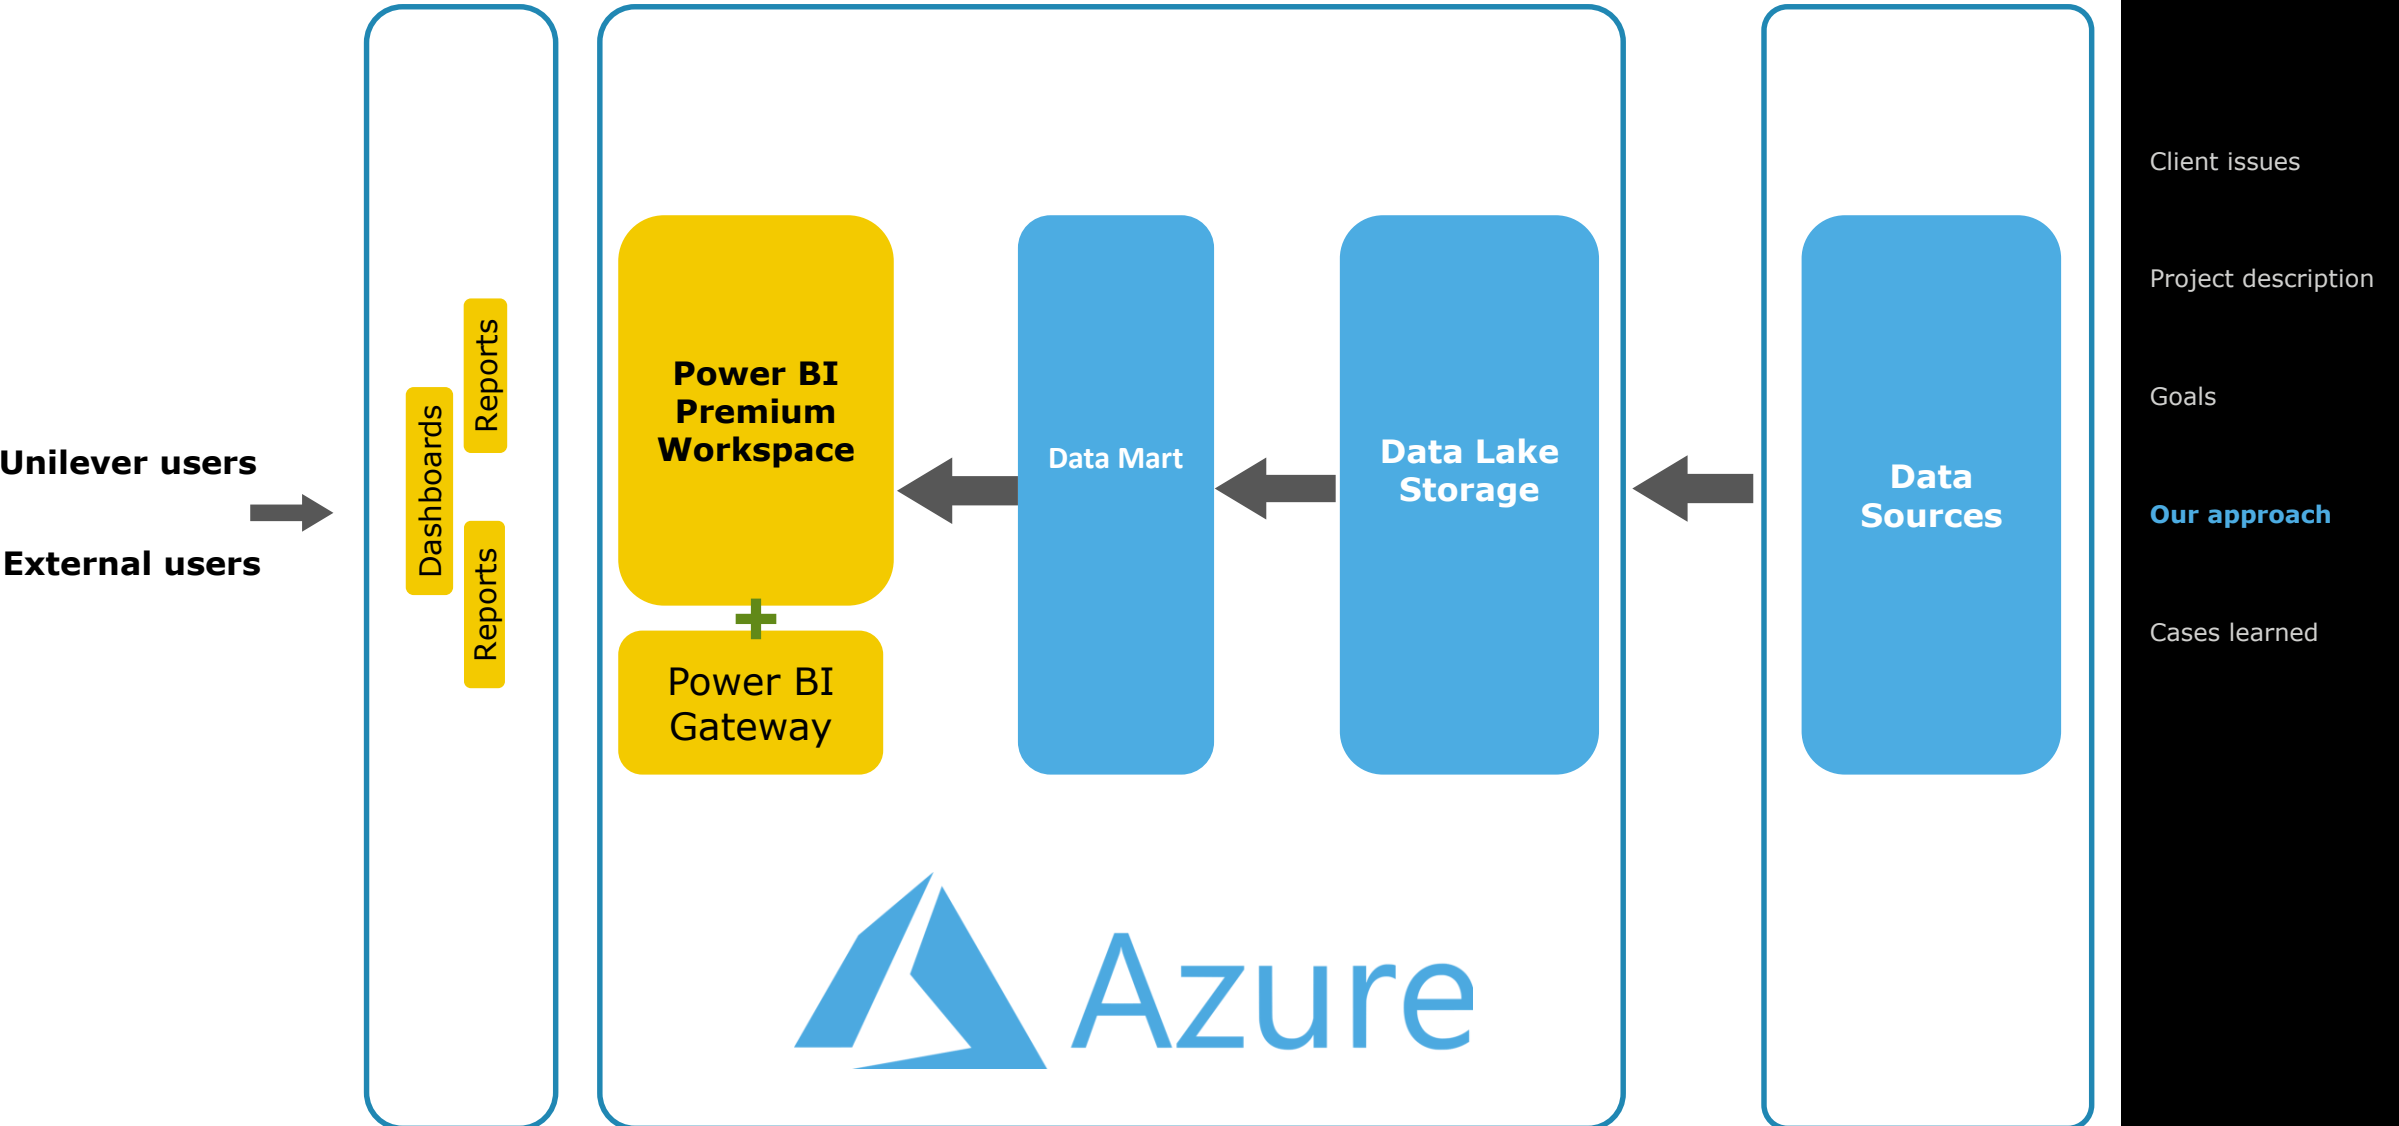 Unilever users
External users
Dashboards
Reports
Reports
Power BI
Premium
Workspace
Power BI
Gateway
Data Mart
Data Lake
Storage
Data
Sources
Azure
Client issues
Project description
Goals
Our approach
Cases learned